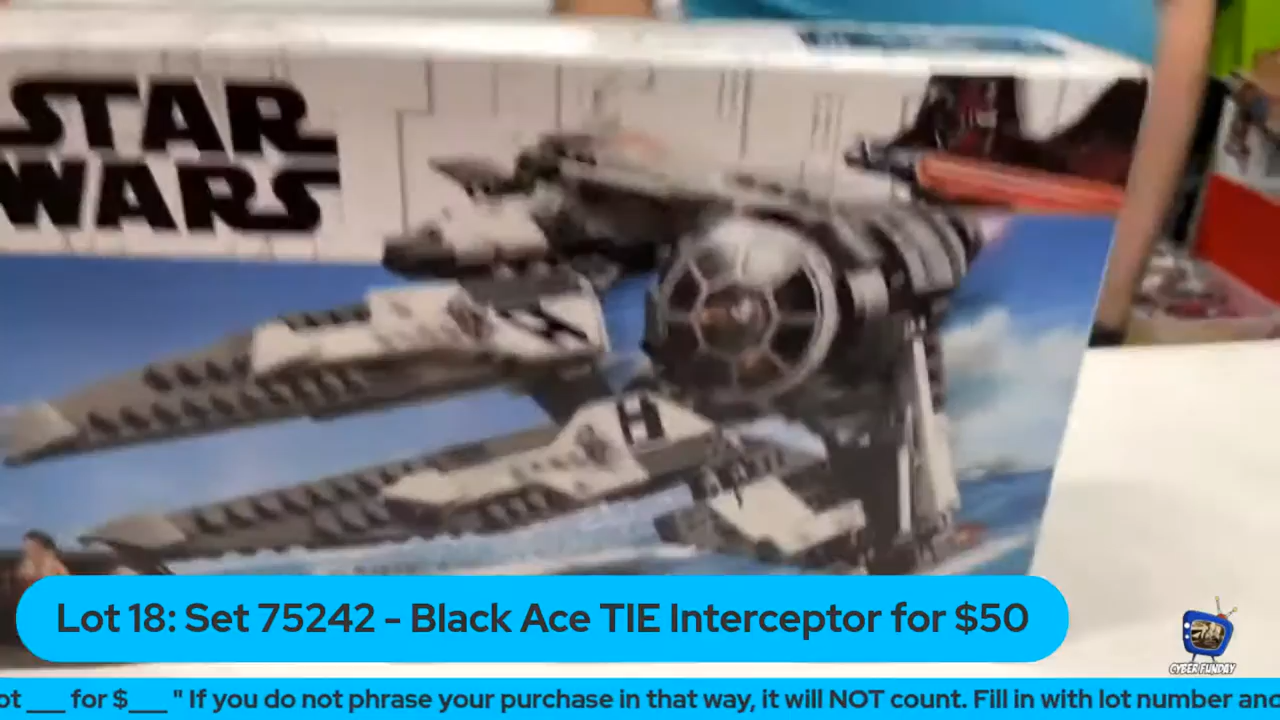 STAR
WARS
Lot 18: Set 75242 - Black Ace TIE Interceptor for $50
CYBER FUNDAY
ot ___ for $___ " If you do not phrase your purchase in that way, it will NOT count. Fill in with lot number and